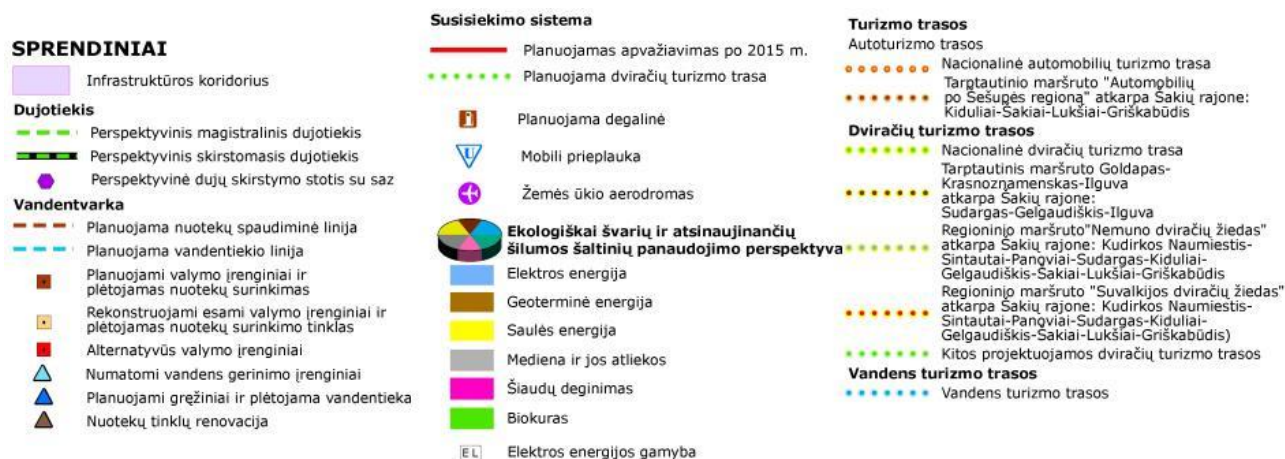 SPRENDINIAI
Infrastruktūros koridorius
Dujotiekis
Perspektyvinis magistralinis dujotiekis
Perspektyvinis skirstomasis dujotiekis
Perspektyvinė dujų skirstymo stotis su saz
Vandentvarka
Planuojama nuotekų spaudiminė linija
Planuojama vandentiekio linija
Planuojami valymo įrenginiai ir
plėtojamas nuotekų surinkimas
Rekonstruojami esami valymo įrenginiai ir
plėtojamas nuotekų surinkimo tinklas
Alternatyvūs valymo įrenginiai
Numatomi vandens gerinimo įrenginiai
Planuojami gręžiniai ir plėtojama vandentieka
Nuotekų tinklų renovacija
Susisiekimo sistema
Planuojamas apvažiavimas po 2015 m.
Planuojama dviračių turizmo trasa
Planuojama degalinė
U
Mobili prieplauka
Žemės ūkio aerodromas
Ekologiškai švarių ir atsinaujinančių
šilumos šaltinių panaudojimo perspektyva
Elektros energija
Geoterminė energija
Saulės energija
Mediena ir jos atliekos
Šiaudų deginimas
Biokuras
EL Elektros energijos gamyba
Turizmo trasos
Autoturizmo trasos
Nacionalinė automobilių turizmo trasa
Tarptautinio maršruto "Automobilių
po Šešupės regioną" atkarpa Šakių rajone:
Kiduliai-Šakiai-Lukšiai-Griškabūdis
Dviračių turizmo trasos
Nacionalinė dviračių turizmo trasa
Tarptautinis maršruto Goldapas-
Krasnoznamenskas-Ilguva
atkarpa Šakių rajone:
Sudargas-Gelgaudiškis-Ilguva
Regioninio maršruto"Nemuno dviračių žiedas"
atkarpa Šakių rajone: Kudirkos Naumiestis-
Sintautai-Panoviai-Sudargas-Kiduliai-
Gelgaudiškis-Šakiai-Lukšiai-Griškabūdis
Regioninio maršruto "Suvalkijos dviračių žiedas"
atkarpa Šakių rajone: Kudirkos Naumiestis-
Sintautai-Panoviai-Sudargas-Kiduliai-
Gelgaudiškis-Šakiai-Lukšiai-Griškabūdis)
Kitos projektuojamos dviračių turizmo trasos
Vandens turizmo trasos
Vandens turizmo trasos